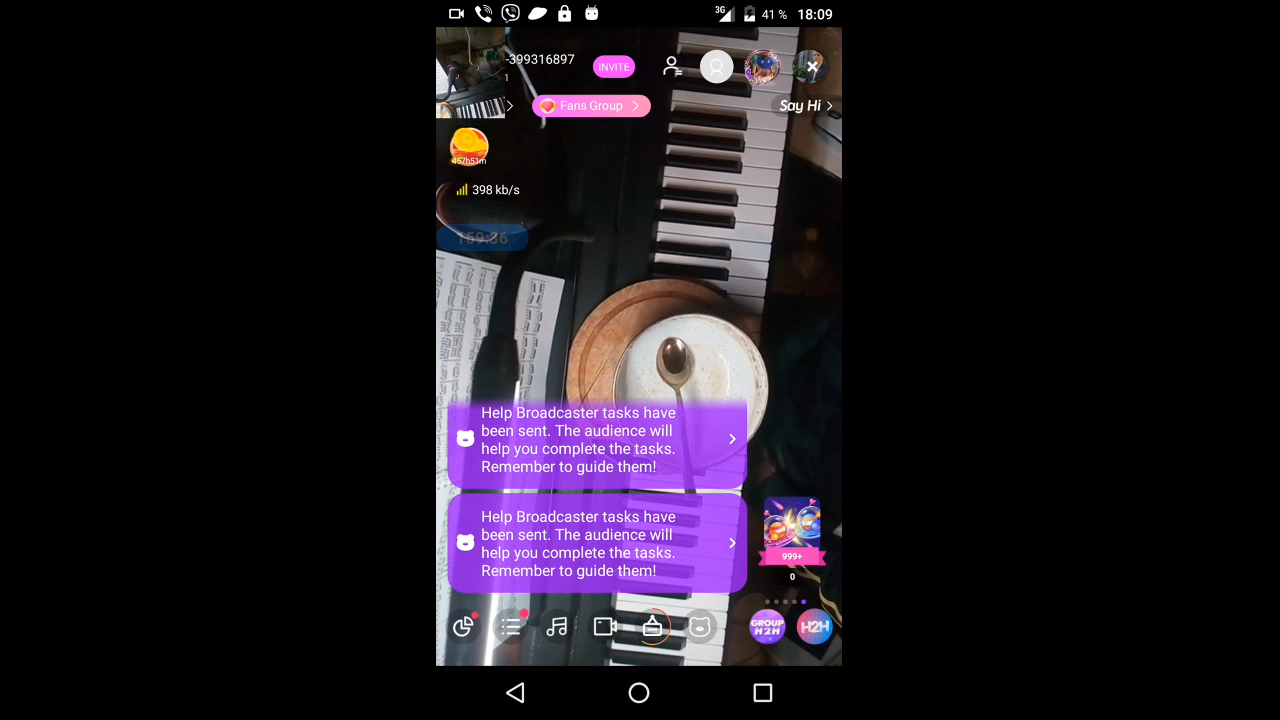 3G
41 %
18:09
-399316897
1
INVITE
Fans Group
Say Hi
457h51m
398 kb/s
159:36
Help Broadcaster tasks have
been sent. The audience will
help you complete the tasks.
Remember to guide them!
Help Broadcaster tasks have
been sent. The audience will
help you complete the tasks.
Remember to guide them!
999+
0
GROUP
H2H
H2H